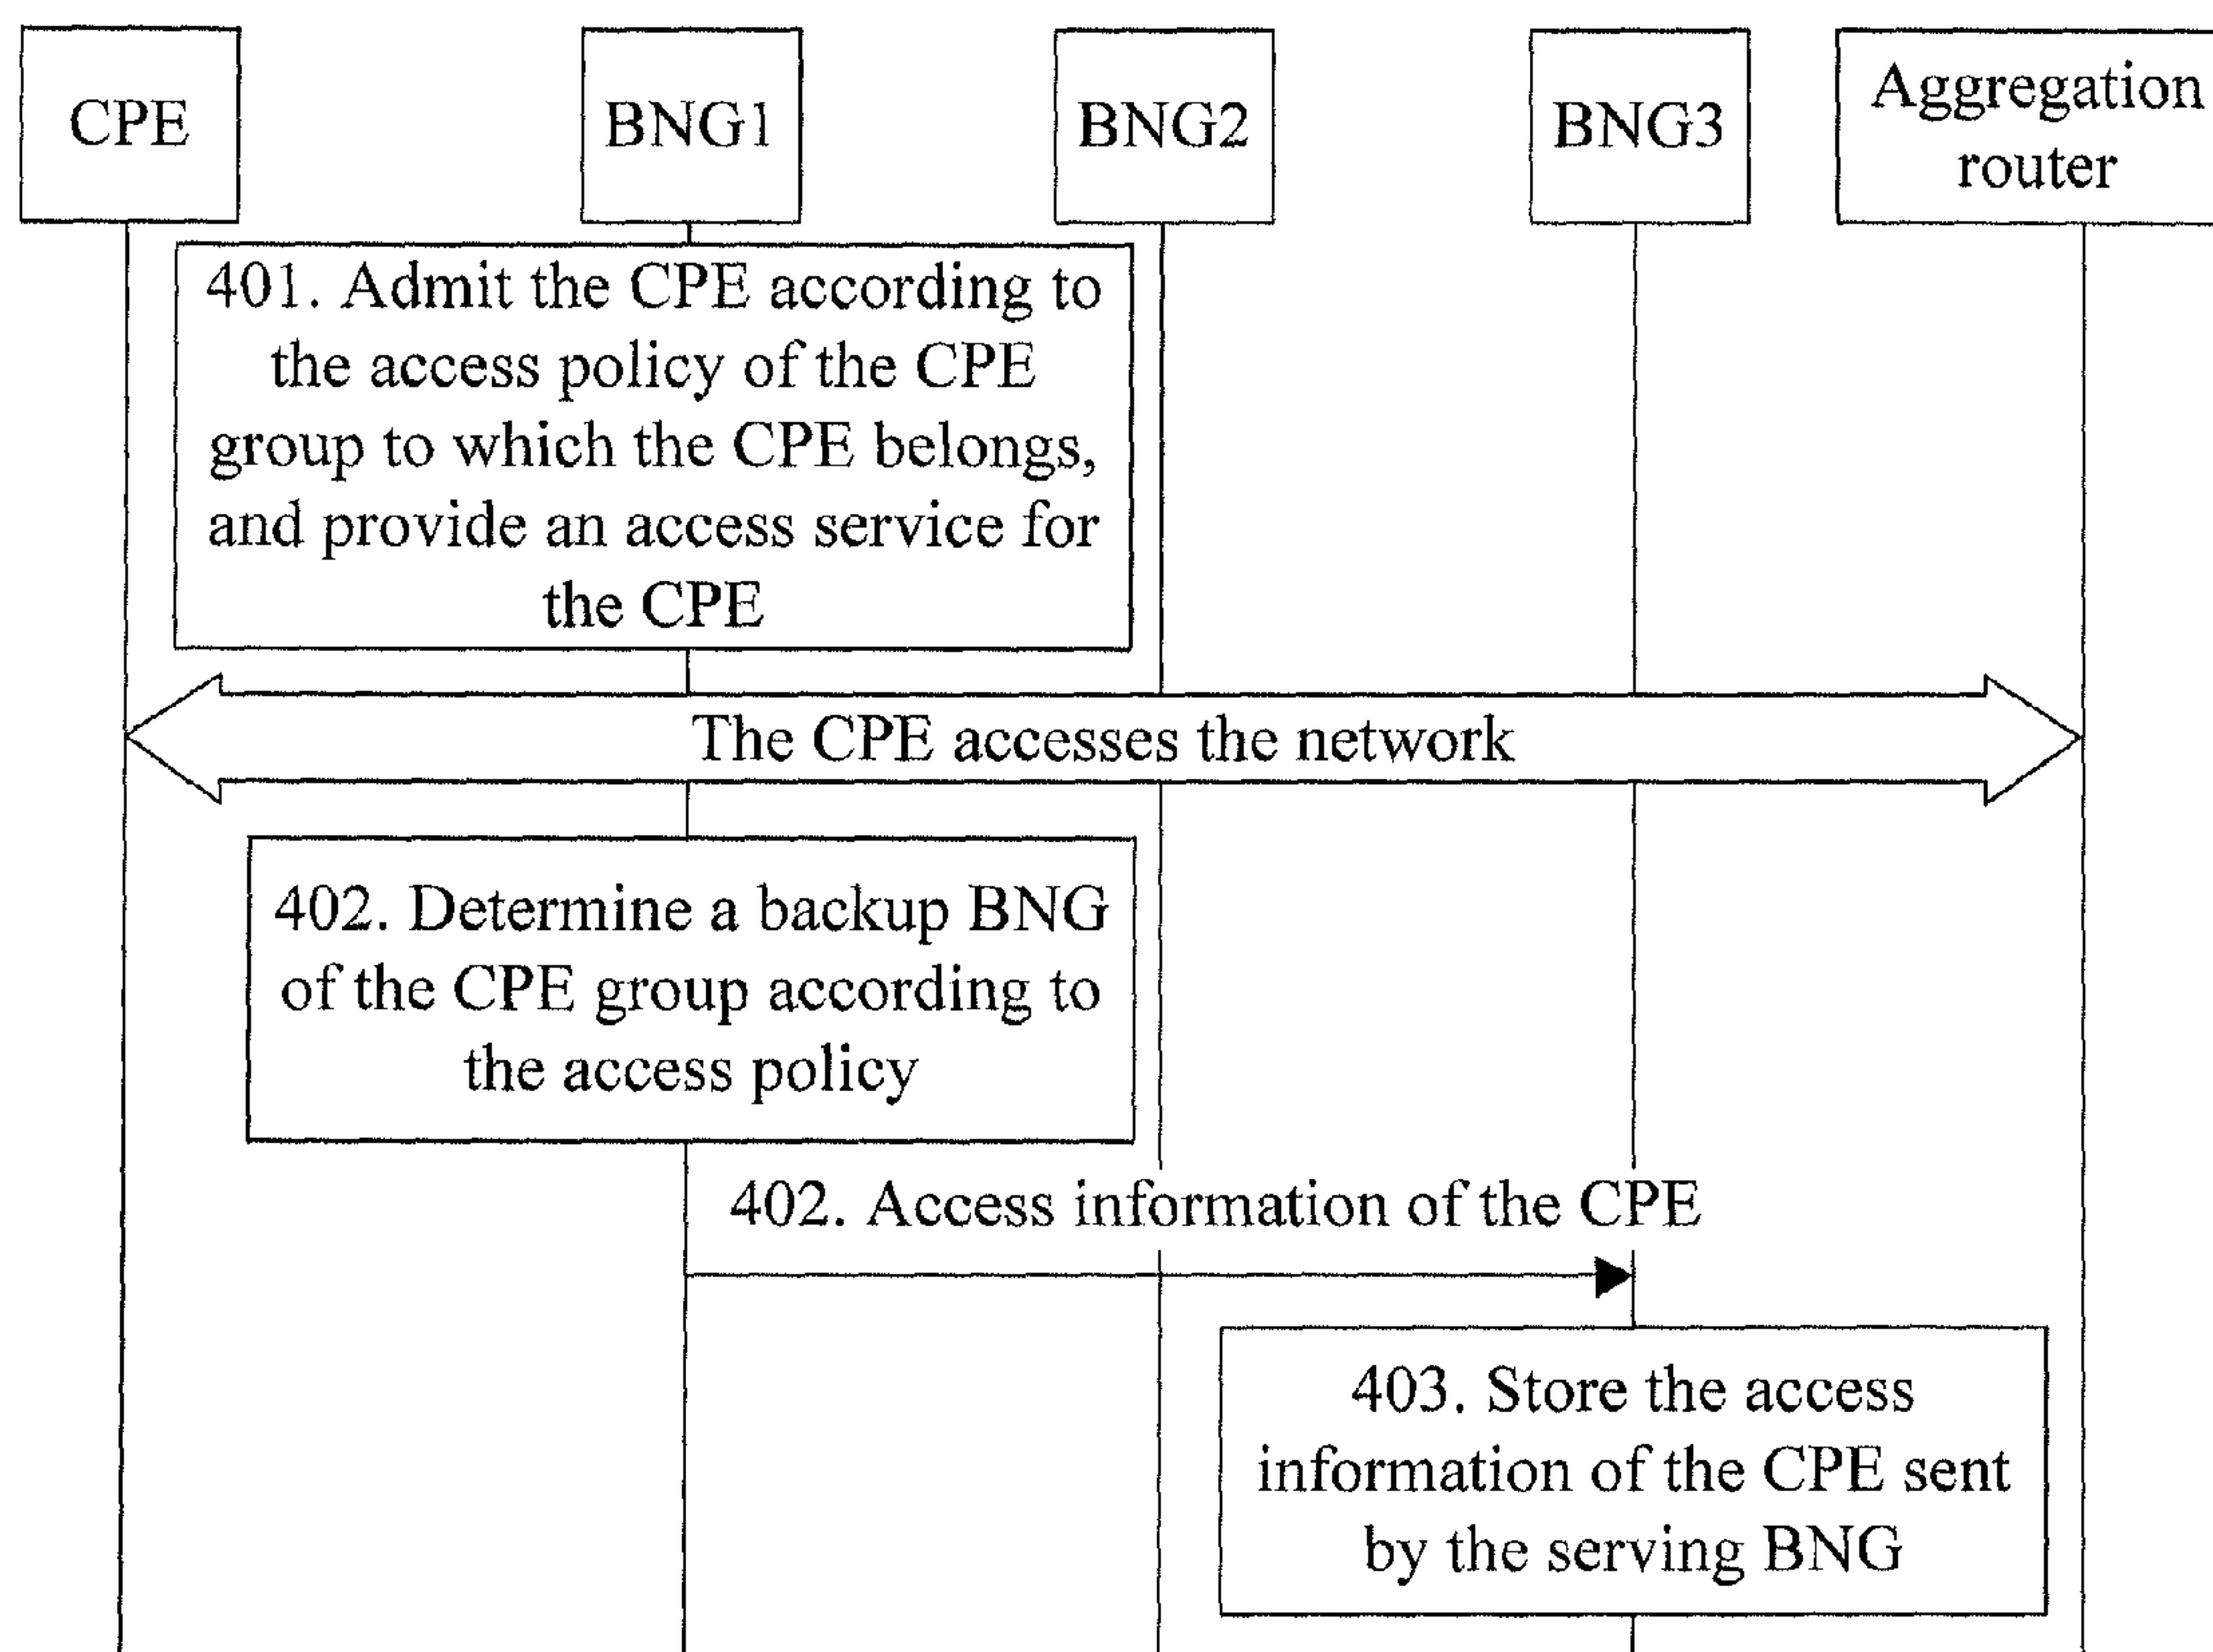 CPE
BNG1
BNG2
BNG3
Aggregation
router
401. Admit the CPE according to
the access policy of the CPE
group to which the CPE belongs,
and provide an access service for
the CPE
The CPE accesses the network
402. Determine a backup BNG
of the CPE group according to
the access policy
402. Access information of the CPE
403. Store the access
information of the CPE sent
by the serving BNG